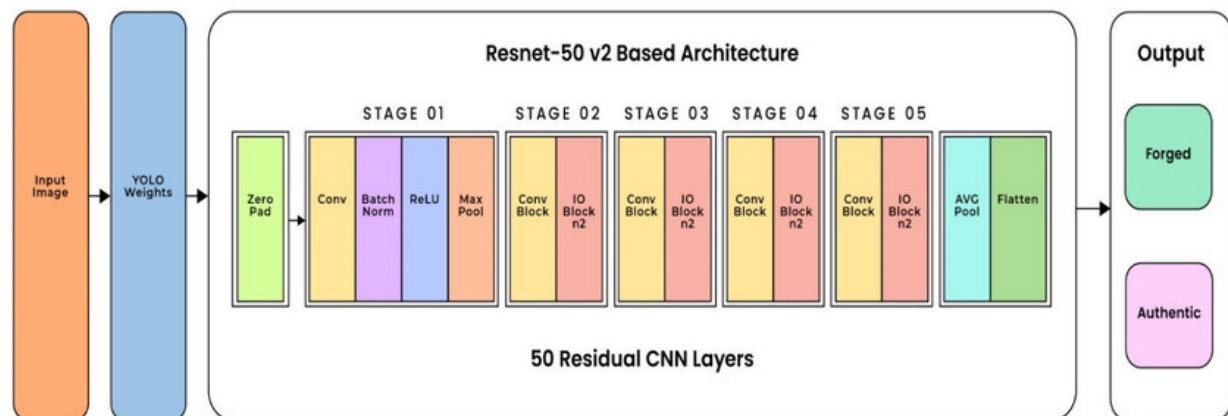 Input
Image
YOLO
Weights
Resnet-50 v2 Based Architecture
STAGE 01
STAGE 02
STAGE 03
STAGE 04
STAGE 05
Zero
Pad
Conv
Batch
Norm
ReLU
Max
Pool
Conv
Block
IO
Block
n2
Conv
Block
IO
Block
n2
Conv
Block
IO
Block
n2
Conv
Block
IO
Block
n2
AVG
Pool
Flatten
50 Residual CNN Layers
Output
Forged
Authentic